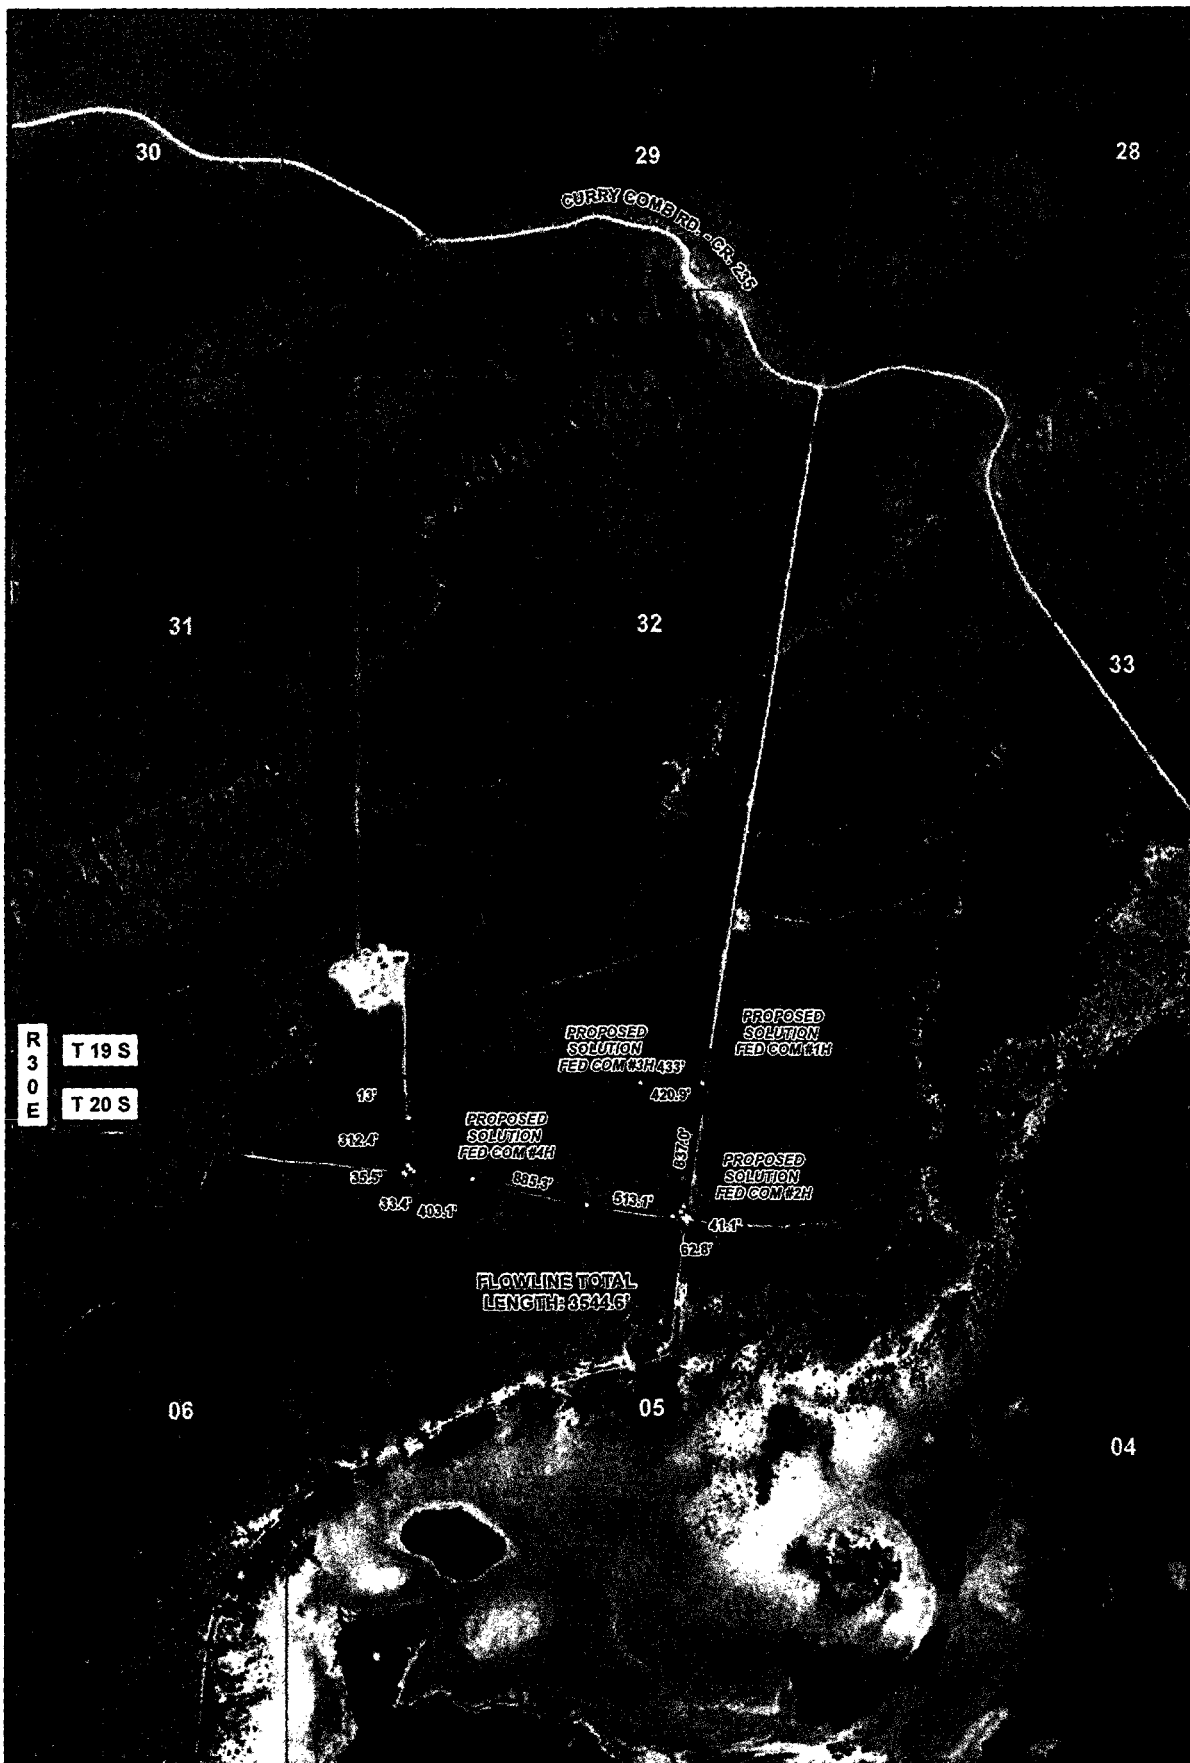 30
29
28
CURRY COMB RD. - CR. 235
31
32
33
R
3
0
E
T 19 S
T 20 S
PROPOSED
SOLUTION
FED COM #3H
433'
420.9'
PROPOSED
SOLUTION
FED COM #1H
13'
312.4'
35.5'
33.4'
403.1'
PROPOSED
SOLUTION
FED COM #4H
885.3'
513.1'
837.0'
PROPOSED
SOLUTION
FED COM #2H
41.1'
62.8'
FLOWLINE TOTAL
LENGTH: 3544.6'
06
05
04